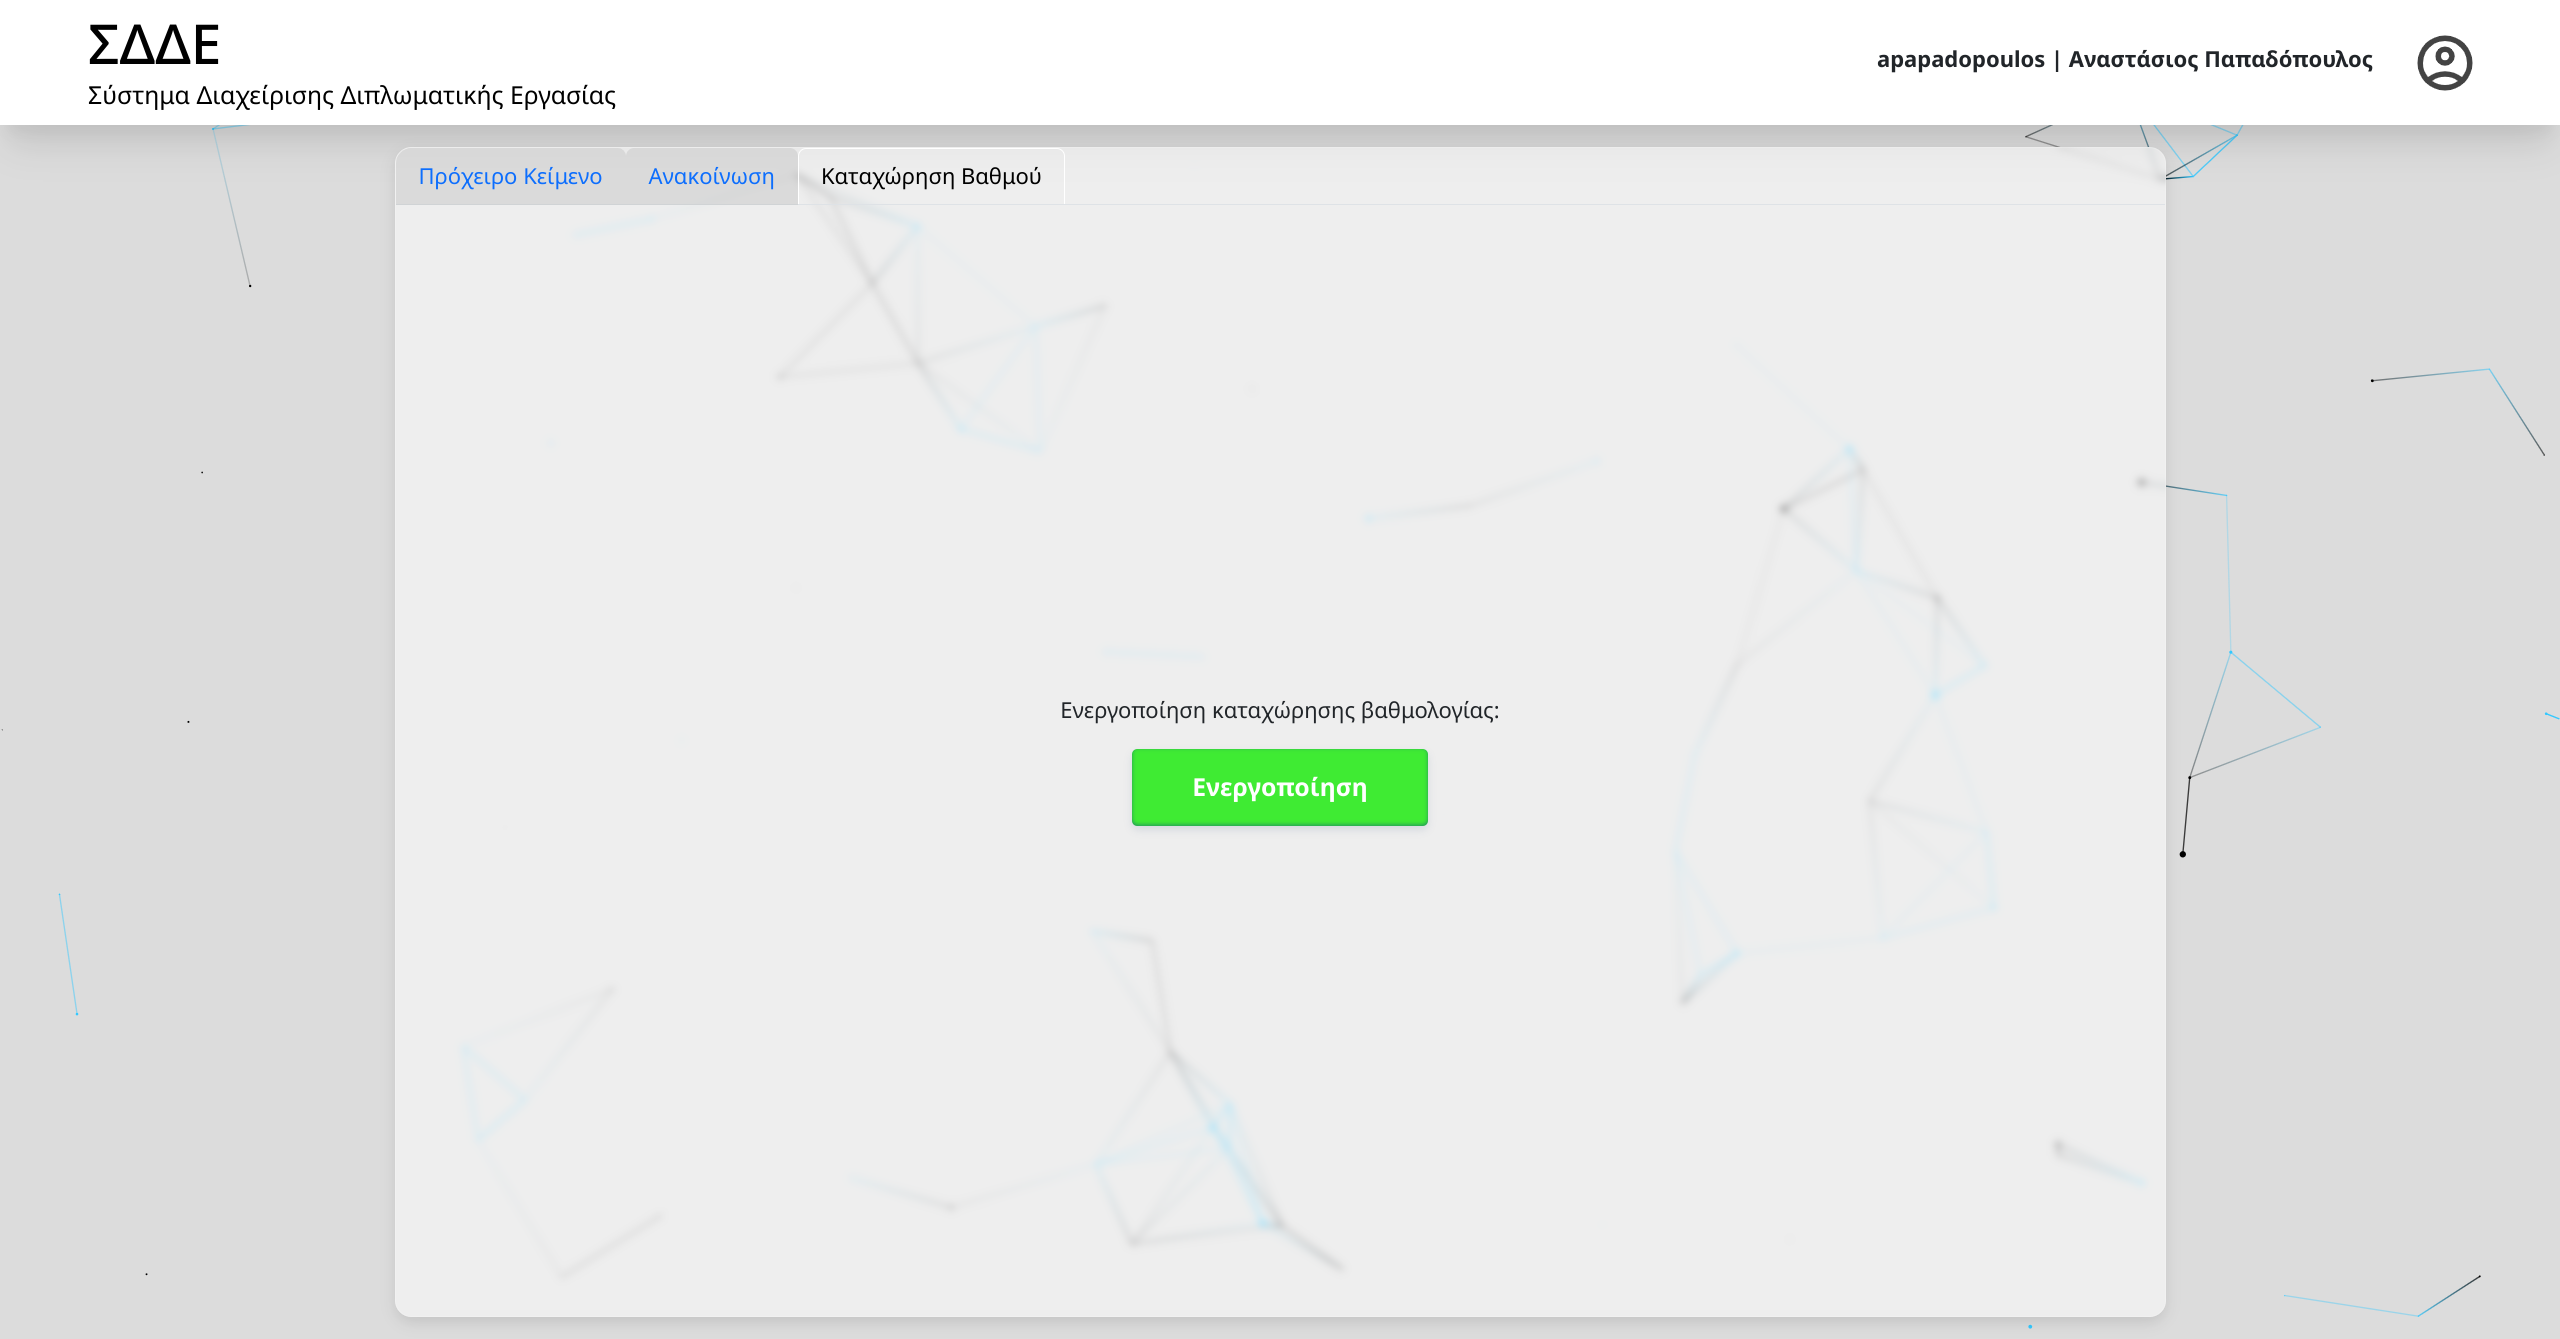 ΣΔΔΕ
Σύστημα Διαχείρισης Διπλωματικής Εργασίας
apapadopoulos | Αναστάσιος Παπαδόπουλος
Πρόχειρο Κείμενο
Ανακοίνωση
Καταχώρηση Βαθμού
Ενεργοποίηση καταχώρησης βαθμολογίας:
Ενεργοποίηση